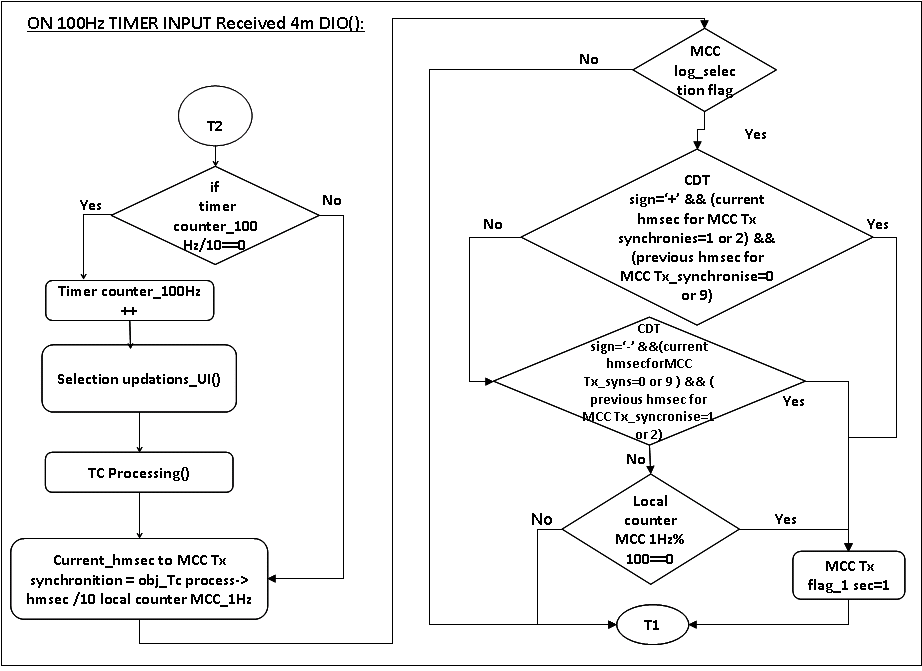 ON 100Hz TIMER INPUT Received 4m DIO():
T2
if
timer
counter_100
Hz/10==0
Yes
No
Timer counter_100Hz
++
Selection updations_UI()
TC Processing()
Current_hmsec to MCC Tx
synchronition = obj_Tc process->
hmsec /10 local counter MCC_1Hz
MCC
log_selec
tion flag
No
Yes
CDT
sign=‘+’ && (current
hmsec for MCC Tx
synchronies=1 or 2) &&
(previous hmsec for
MCC Tx_synchronise=0
or 9)
No
Yes
CDT
sign=‘-’ &&(current
hmsecforMCC
Tx_syns=0 or 9 ) && (
previous hmsec for
MCC Tx_syncronise=1
or 2)
Yes
No
Local
counter
MCC 1Hz%
100==0
No
Yes
MCC Tx
flag_1 sec=1
T1